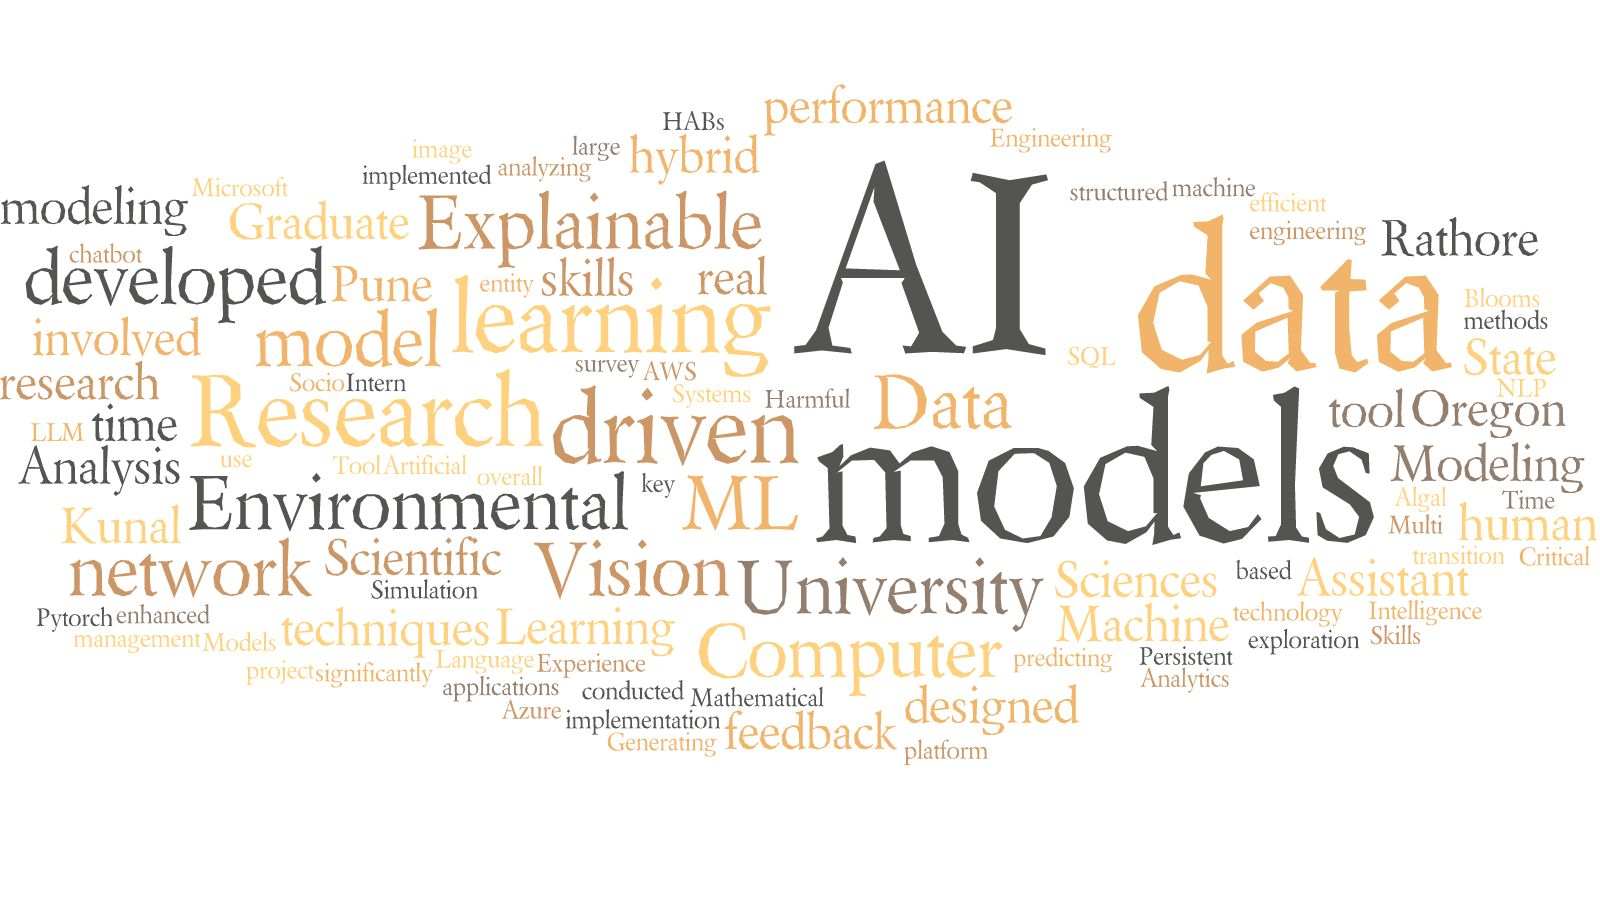 performance
HABs
Engineering
image
large
hybrid
implemented
analyzing
AI
structured
machine
Microsoft
modeling
Graduate
Explainable
efficient
engineering
Rathore
data
chatbot
developed
Pune
entity
skills
real
learning
Blooms
methods
involved
model
survey
AWS
SQL
State
research
Socio
Intern
Systems
Harmful
Data
NLP
Research
driven
tool
Oregon
LLM
time
models
Analysis
use
Tool
Artificial
overall
key
Modeling
Environmental
ML
Algal
Time
Kunal
Multi
human
network
Scientific
Vision
transition
Critical
Simulation
University
Sciences
based
Assistant
Pytorch
enhanced
management
Models
techniques
Learning
Machine
technology
Intelligence
exploration
Skills
Computer
project
significantly
Language
Experience
predicting
Persistent
Analytics
applications
conducted
Mathematical
Azure
implementation
designed
Generating
feedback
platform